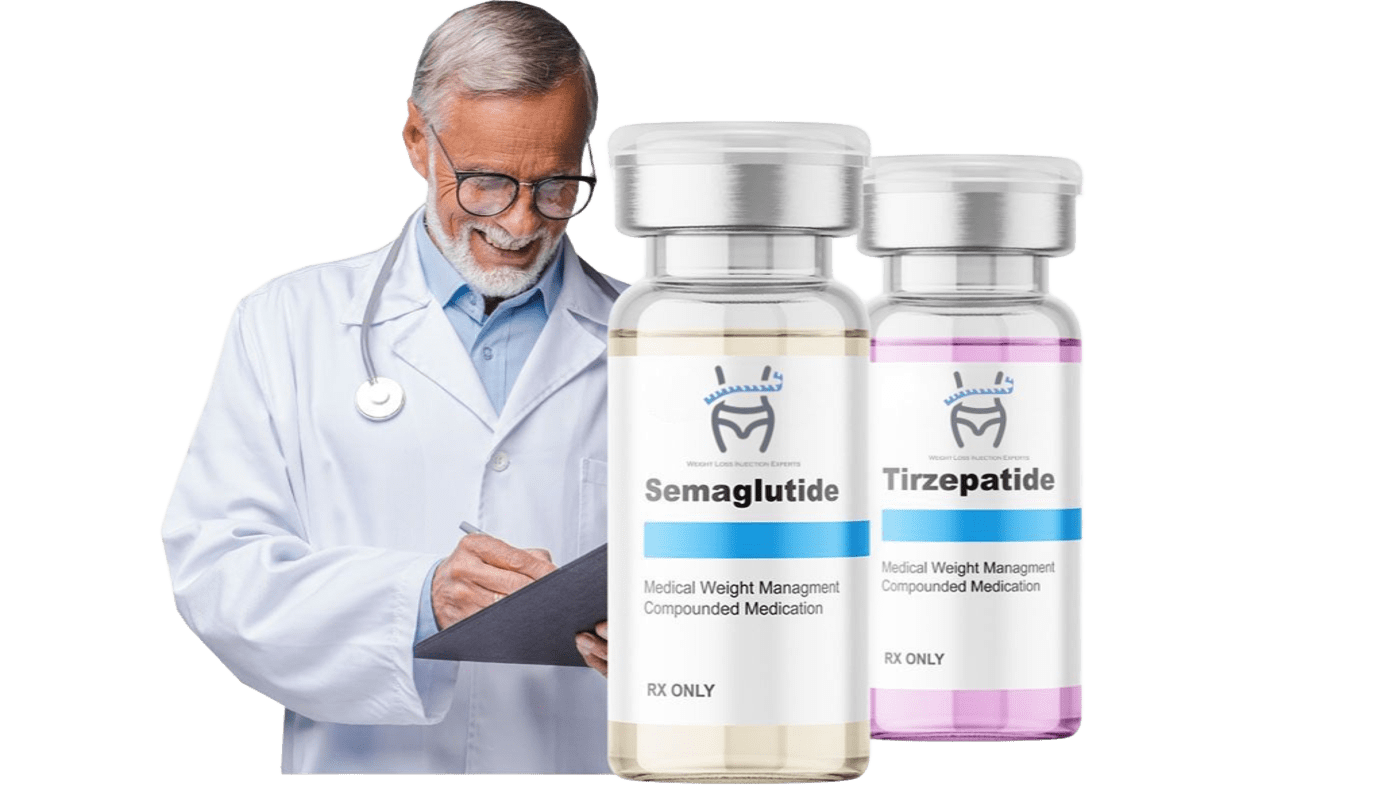 WEIGHT LOSS INJECTION EXPERTS
Semaglutide
Medical Weight Managment
Compounded Medication
RX ONLY
WEIGHT LOSS INJECTION EXPERTS
Tirzepatide
Medical Weight Managment
Compounded Medication
RX ONLY